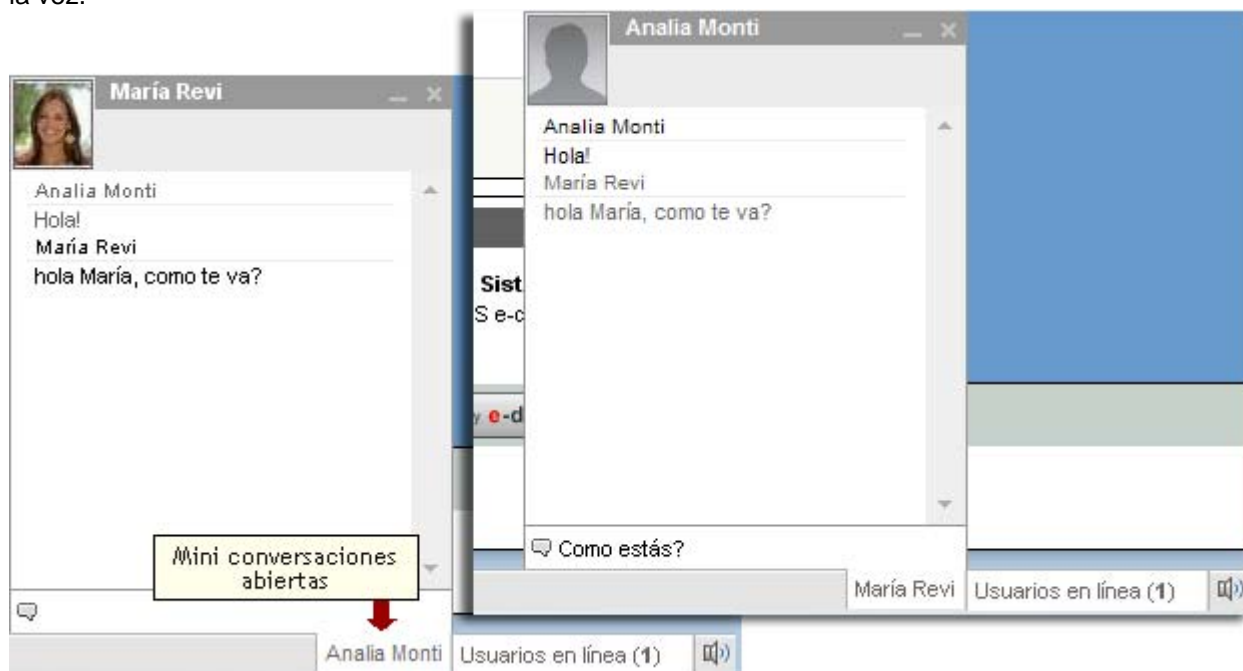 la voz.
María Revi
Analia Monti
Hola!
María Revi
hola María, como te va?
Mini conversaciones
abiertas
Analia Monti
Usuarios en línea (1)
Analia Monti
Analia Monti
Hola!
María Revi
hola María, como te va?
Sist
S e-c
y e-d
Como estás?
María Revi
Usuarios en línea (1)